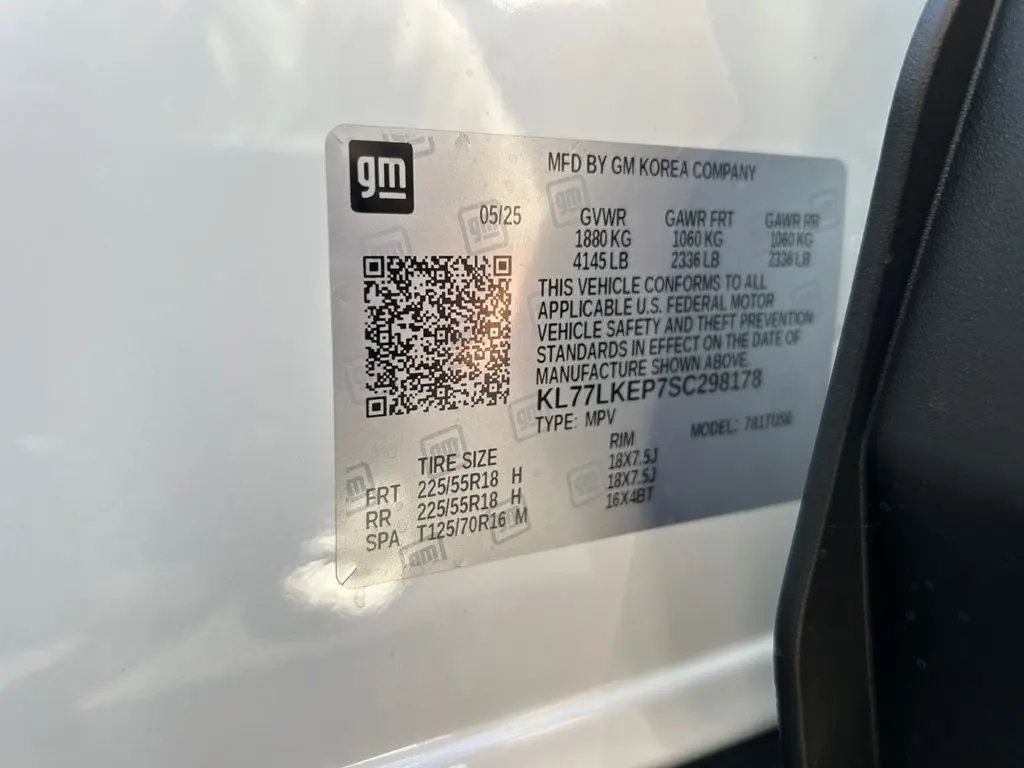 gm
MFD BY GM KOREA COMPANY
05/25
GVWR GAWR FRT GAWR RR
1880 KG 1060 KG 1060 KG
4145 LB 2336 LB 2336 LB
THIS VEHICLE CONFORMS TO ALL
APPLICABLE U.S. FEDERAL MOTOR
VEHICLE SAFETY AND THEFT PREVENTION
STANDARDS IN EFFECT ON THE DATE OF
MANUFACTURE SHOWN ABOVE.
KL77LKEP7SC298178
TYPE: MPV MODEL:
TIRE SIZE RIM
FRT 225/55R18 H 18X7.5J
RR 225/55R18 H 18X7.5J
SPA T125/70R16 M 16X4BT